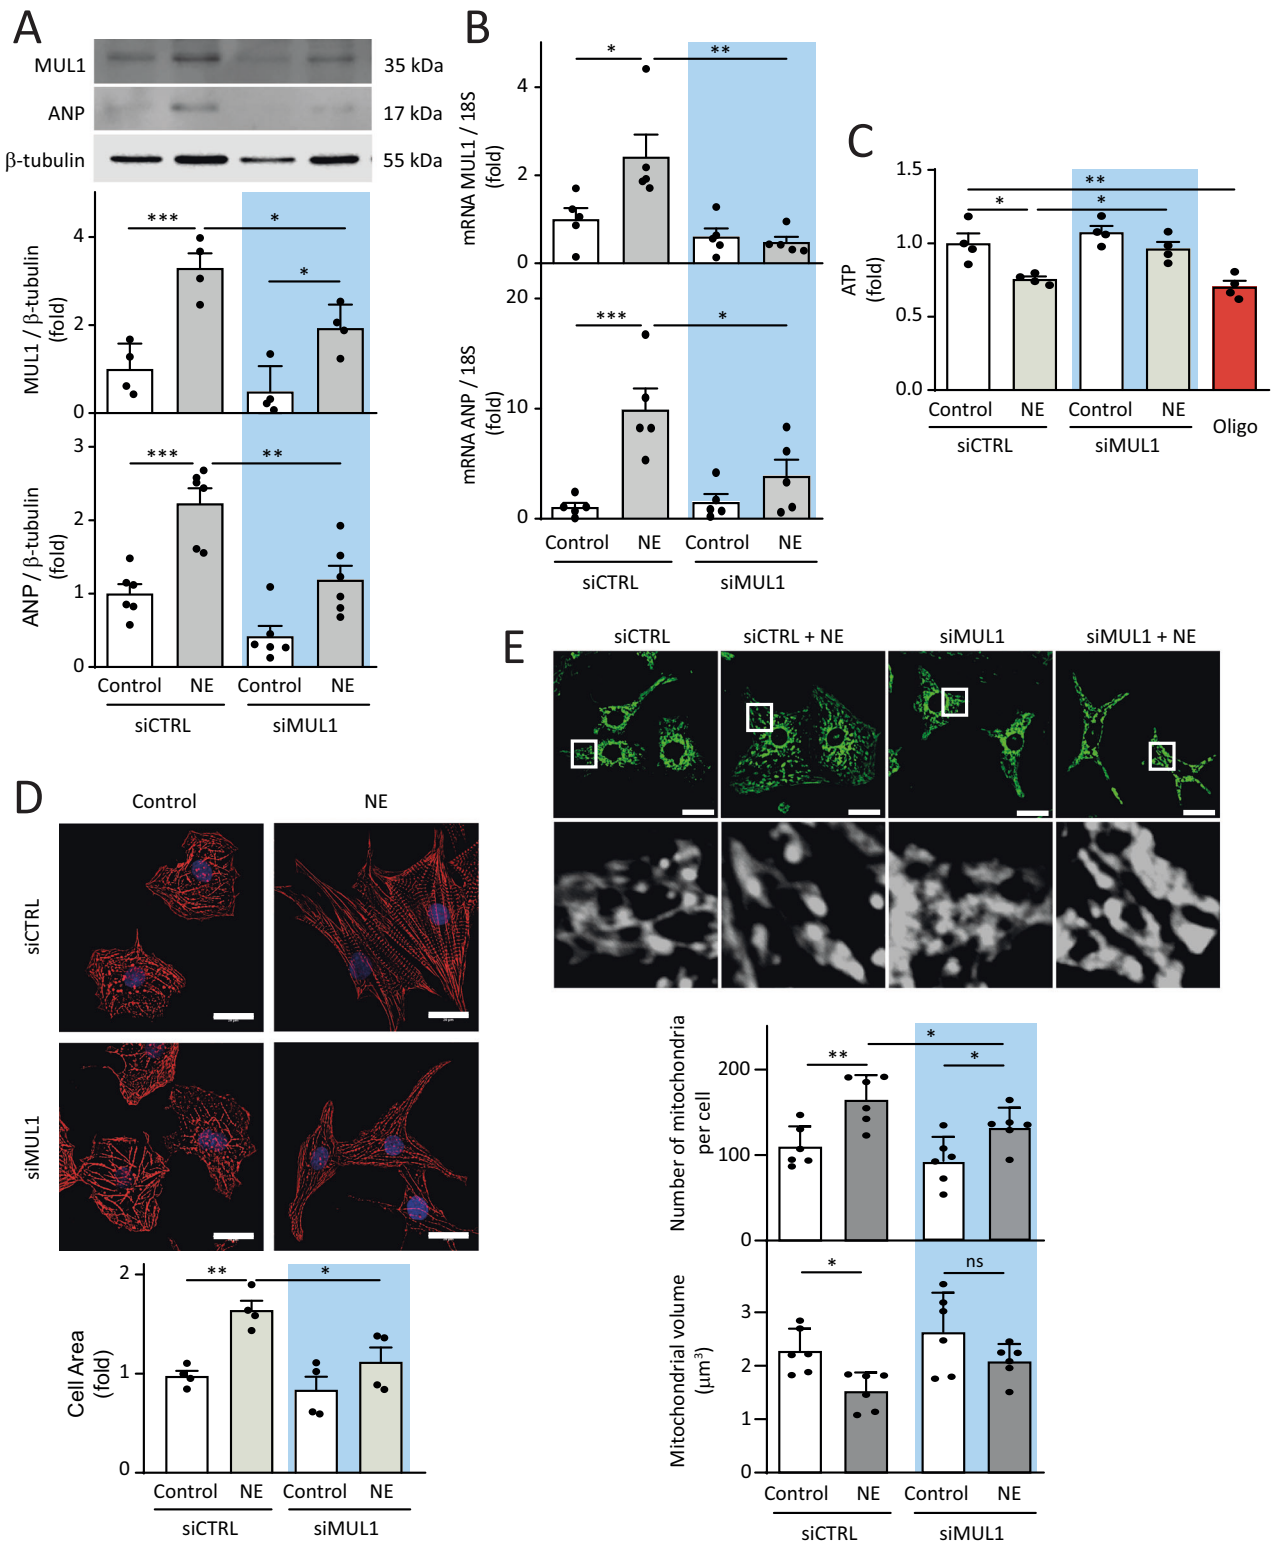 A
MUL1
35 kDa
ANP
17 kDa
β-tubulin
55 kDa
MUL1 / β-tubulin
(fold)
4
2
0
***
*
*
ANP / β-tubulin
(fold)
3
2
1
0
***
**
Control NE Control NE
siCTRL siMUL1
B
mRNA MUL1 / 18S
(fold)
4
2
0
*
**
mRNA ANP / 18S
(fold)
20
10
0
***
*
Control NE Control NE
siCTRL siMUL1
C
ATP
(fold)
1.5
1.0
0.5
0.0
**
*
*
Control NE Control NE
Oligo
siCTRL siMUL1
D
Control NE
siCTRL
siMUL1
Cell Area
(fold)
2
1
0
**
*
Control NE Control NE
siCTRL siMUL1
E
siCTRL siCTRL + NE siMUL1 siMUL1 + NE
Number of mitochondria
per cell
200
100
0
**
*
*
Mitochondrial volume
(μm³)
3
2
1
0
*
ns
Control NE Control NE
siCTRL siMUL1